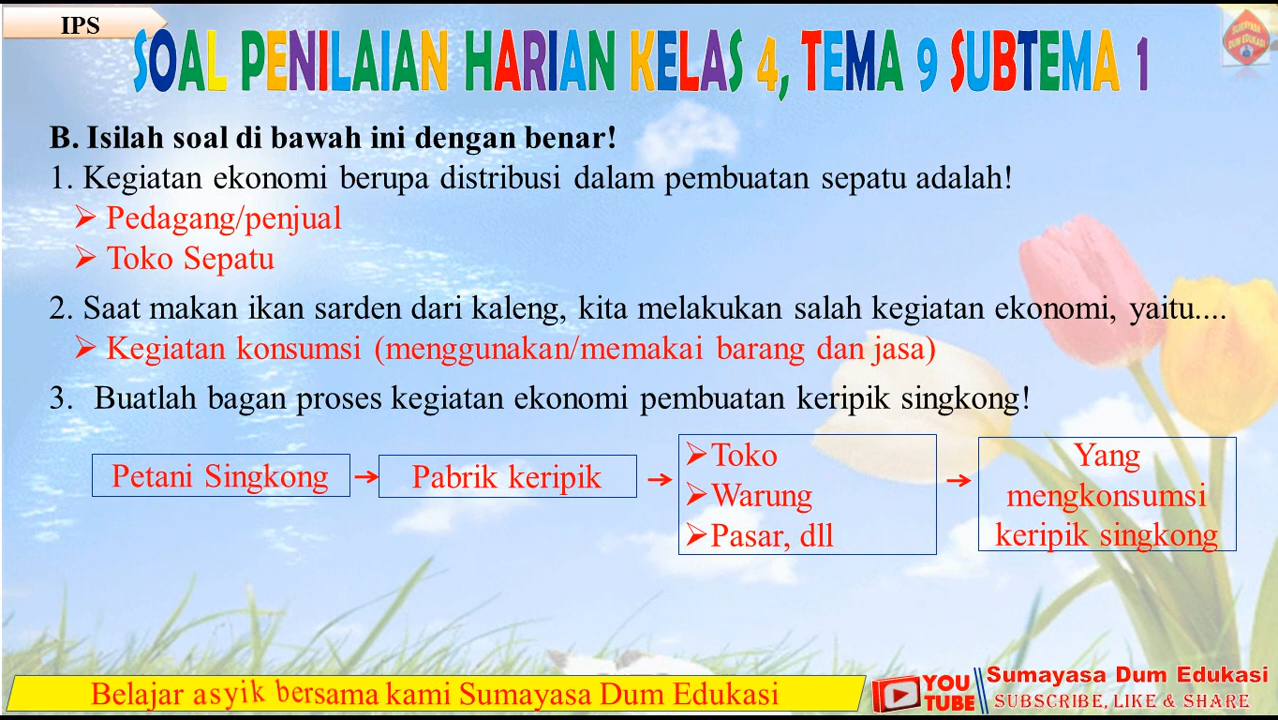 IPS
SOAL PENILAIAN HARIAN KELAS 4, TEMA 9 SUBTEMA 1
SUMAYASA
DUM EDUKASI
B. Isilah soal di bawah ini dengan benar!
1. Kegiatan ekonomi berupa distribusi dalam pembuatan sepatu adalah!
➢ Pedagang/penjual
➢ Toko Sepatu
2. Saat makan ikan sarden dari kaleng, kita melakukan salah kegiatan ekonomi, yaitu....
➢ Kegiatan konsumsi (menggunakan/memakai barang dan jasa)
3. Buatlah bagan proses kegiatan ekonomi pembuatan keripik singkong!
Petani Singkong → Pabrik keripik →
➢Toko
➢Warung
➢Pasar, dll
→
Yang
mengkonsumsi
keripik singkong
Belajar asyik bersama kami Sumayasa Dum Edukasi
YOU
TUBE
Sumayasa Dum Edukasi
SUBSCRIBE, LIKE & SHARE